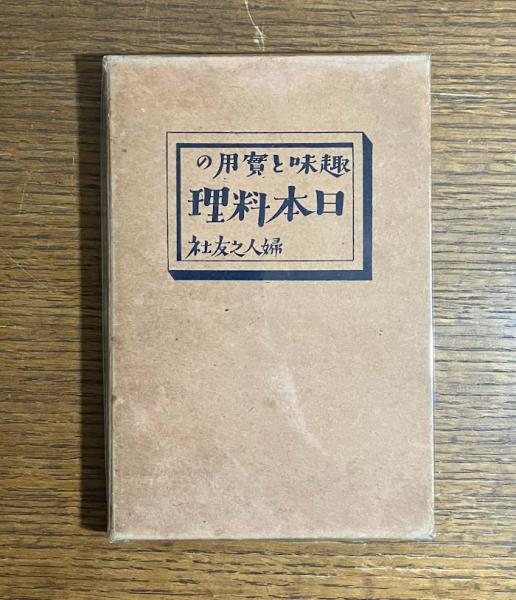 趣味と實用の
日本料理
婦人之友社